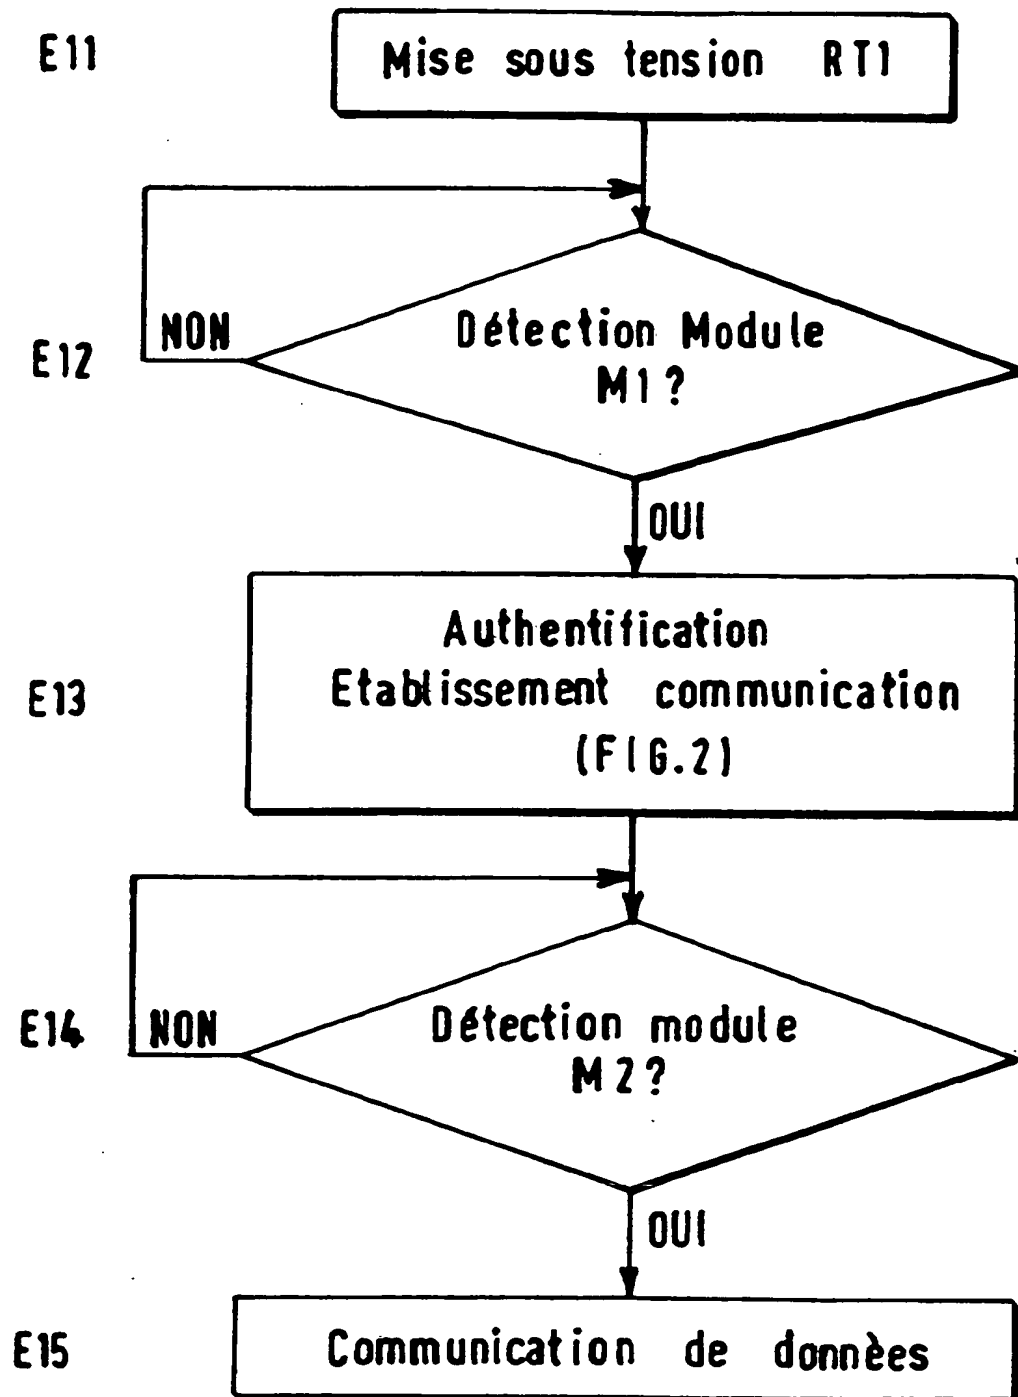 E11
Mise sous tension RT1
NON
E12
Détection Module
M1?
OUI
E13
Authentification
Etablissement communication
(FIG.2)
E14
NON
Détection module
M2?
OUI
E15
Communication de donnèes